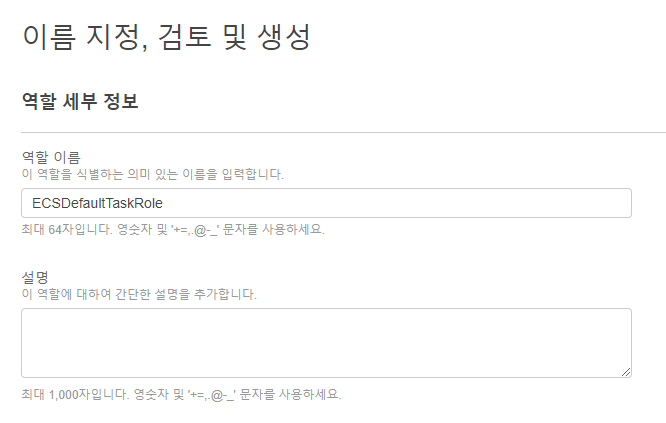 이름 지정, 검토 및 생성
역할 세부 정보
역할 이름
이 역할을 식별하는 의미 있는 이름을 입력합니다.
ECSDefaultTaskRole
최대 64자입니다. 영숫자 및 '+=,.@-_' 문자를 사용하세요.
설명
이 역할에 대하여 간단한 설명을 추가합니다.
최대 1,000자입니다. 영숫자 및 '+=,.@-_' 문자를 사용하세요.